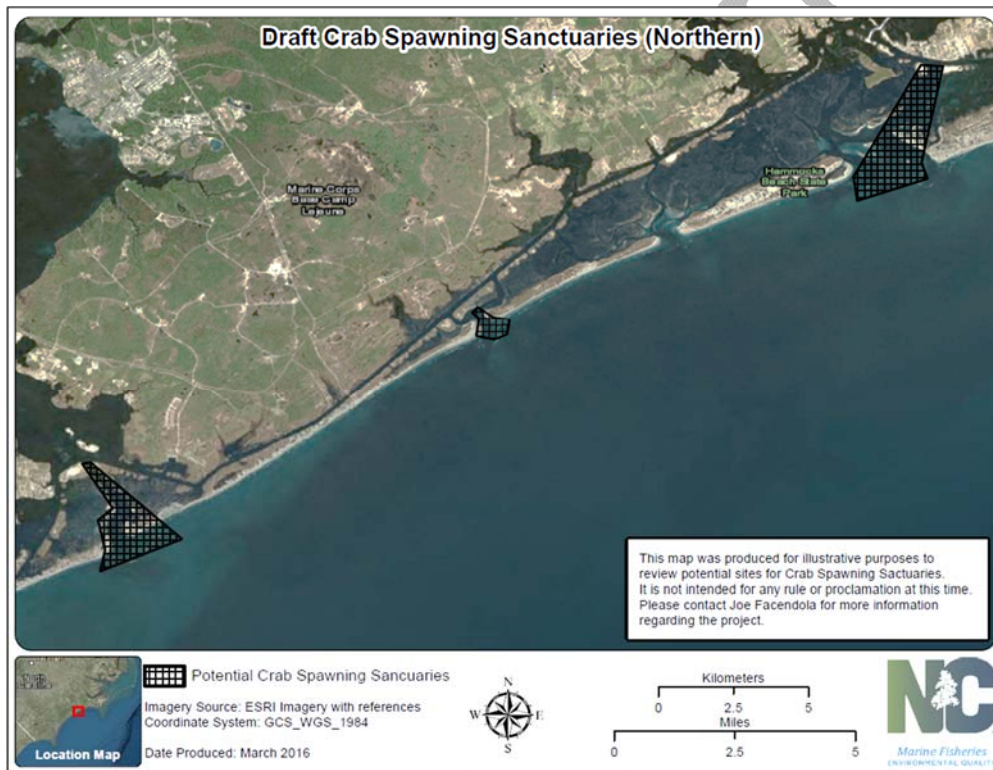 Draft Crab Spawning Sanctuaries (Northern)
Marine Corps
Base Camp
Lejeune
Hammocks
Beach State
Park
This map was produced for illustrative purposes to
review potential sites for Crab Spawning Sactuaries.
It is not intended for any rule or proclamation at this time.
Please contact Joe Facendola for more information
regarding the project.
North
Carolina
Location Map
Potential Crab Spawning Sancuaries
Imagery Source: ESRI Imagery with references
Coordinate System: GCS_WGS_1984
Date Produced: March 2016
N
W E
S
Kilometers
0 2.5 5
Miles
0 2.5 5
NC
Marine Fisheries
ENVIRONMENTAL QUALITY